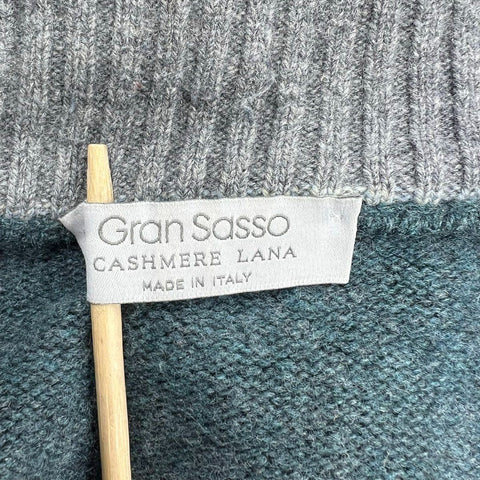 Gran Sasso
CASHMERE LANA
MADE IN ITALY